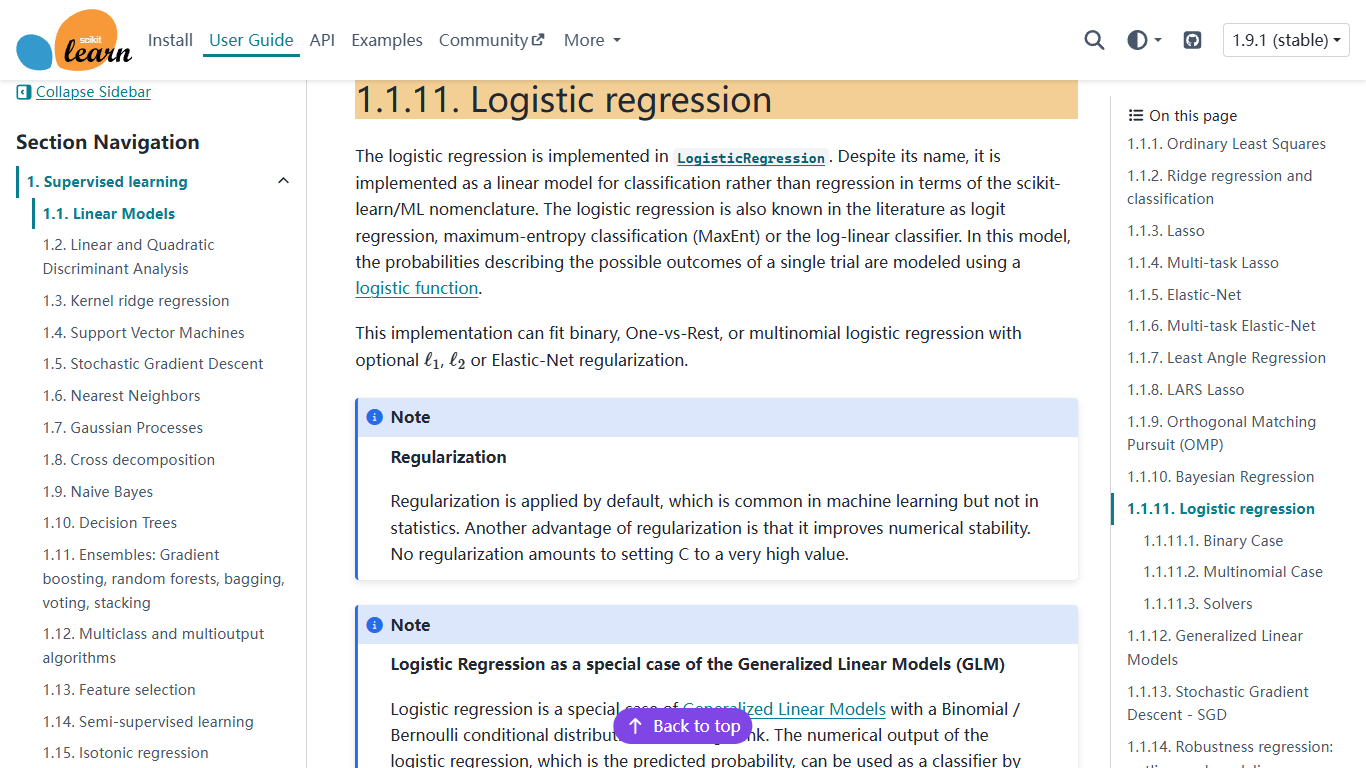 scikit
learn
Install
User Guide
API
Examples
Community
More
1.9.1 (stable)
Collapse Sidebar
Section Navigation
1. Supervised learning
1.1. Linear Models
1.2. Linear and Quadratic
Discriminant Analysis
1.3. Kernel ridge regression
1.4. Support Vector Machines
1.5. Stochastic Gradient Descent
1.6. Nearest Neighbors
1.7. Gaussian Processes
1.8. Cross decomposition
1.9. Naive Bayes
1.10. Decision Trees
1.11. Ensembles: Gradient
boosting, random forests, bagging,
voting, stacking
1.12. Multiclass and multioutput
algorithms
1.13. Feature selection
1.14. Semi-supervised learning
1.15. Isotonic regression
1.1.11. Logistic regression
The logistic regression is implemented in LogisticRegression. Despite its name, it is
implemented as a linear model for classification rather than regression in terms of the scikit-
learn/ML nomenclature. The logistic regression is also known in the literature as logit
regression, maximum-entropy classification (MaxEnt) or the log-linear classifier. In this model,
the probabilities describing the possible outcomes of a single trial are modeled using a
logistic function.
This implementation can fit binary, One-vs-Rest, or multinomial logistic regression with
optional ℓ1, ℓ2 or Elastic-Net regularization.
Note
Regularization
Regularization is applied by default, which is common in machine learning but not in
statistics. Another advantage of regularization is that it improves numerical stability.
No regularization amounts to setting C to a very high value.
Note
Logistic Regression as a special case of the Generalized Linear Models (GLM)
Logistic regression is a special case of Generalized Linear Models with a Binomial /
Bernoulli conditional nk. The numerical output of the
logistic regression, which is the predicted probability, can be used as a classifier by
Back to top
On this page
1.1.1. Ordinary Least Squares
1.1.2. Ridge regression and
classification
1.1.3. Lasso
1.1.4. Multi-task Lasso
1.1.5. Elastic-Net
1.1.6. Multi-task Elastic-Net
1.1.7. Least Angle Regression
1.1.8. LARS Lasso
1.1.9. Orthogonal Matching
Pursuit (OMP)
1.1.10. Bayesian Regression
1.1.11. Logistic regression
1.1.11.1. Binary Case
1.1.11.2. Multinomial Case
1.1.11.3. Solvers
1.1.12. Generalized Linear
Models
1.1.13. Stochastic Gradient
Descent - SGD
1.1.14. Robustness regression: